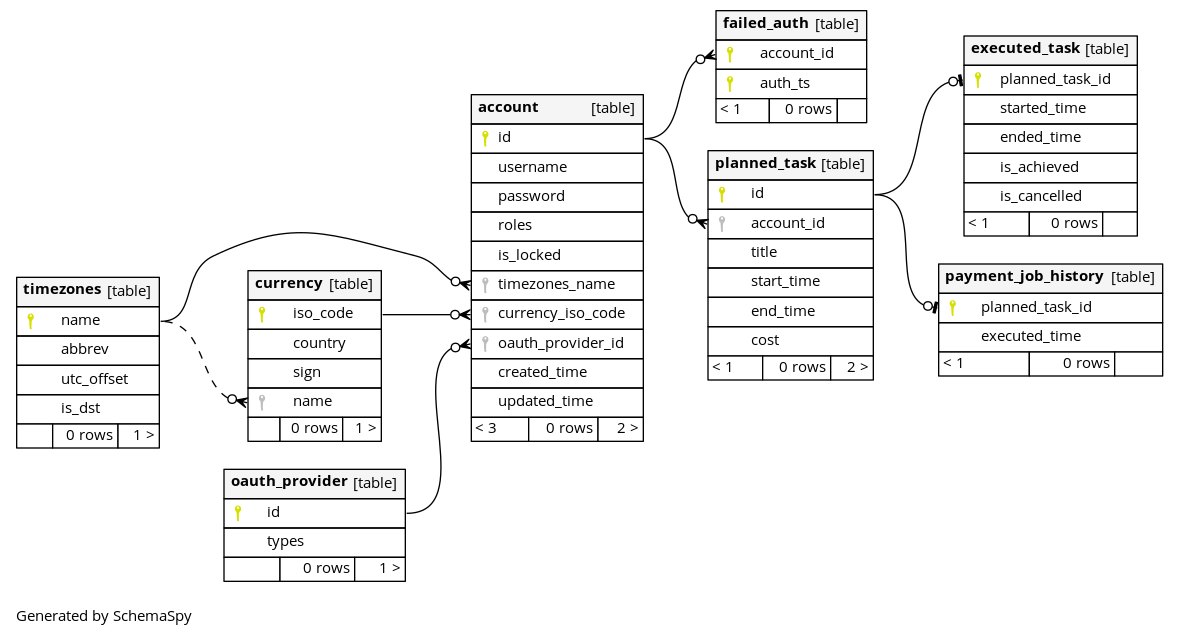 failed_auth [table]
account_id
auth_ts
< 1 0 rows
executed_task [table]
planned_task_id
started_time
ended_time
is_achieved
is_cancelled
< 1 0 rows
account [table]
id
username
password
roles
is_locked
timezones_name
currency_iso_code
oauth_provider_id
created_time
updated_time
< 3 0 rows 2 >
planned_task [table]
id
account_id
title
start_time
end_time
cost
< 1 0 rows 2 >
payment_job_history [table]
planned_task_id
executed_time
< 1 0 rows
timezones [table]
name
abbrev
utc_offset
is_dst
0 rows 1 >
currency [table]
iso_code
country
sign
name
0 rows 1 >
oauth_provider [table]
id
types
0 rows 1 >
Generated by SchemaSpy